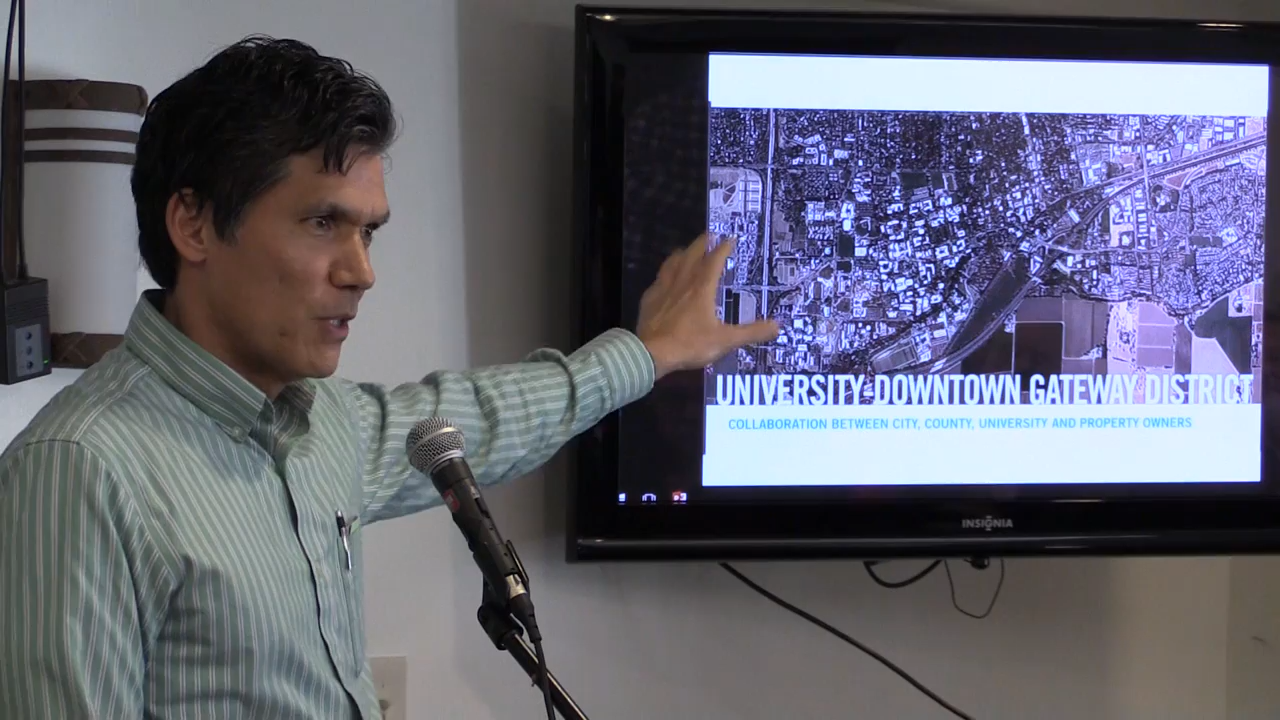 UNIVERSITY-DOWNTOWN GATEWAY DISTRICT
COLLABORATION BETWEEN CITY, COUNTY, UNIVERSITY AND PROPERTY OWNERS
INSIGNIA